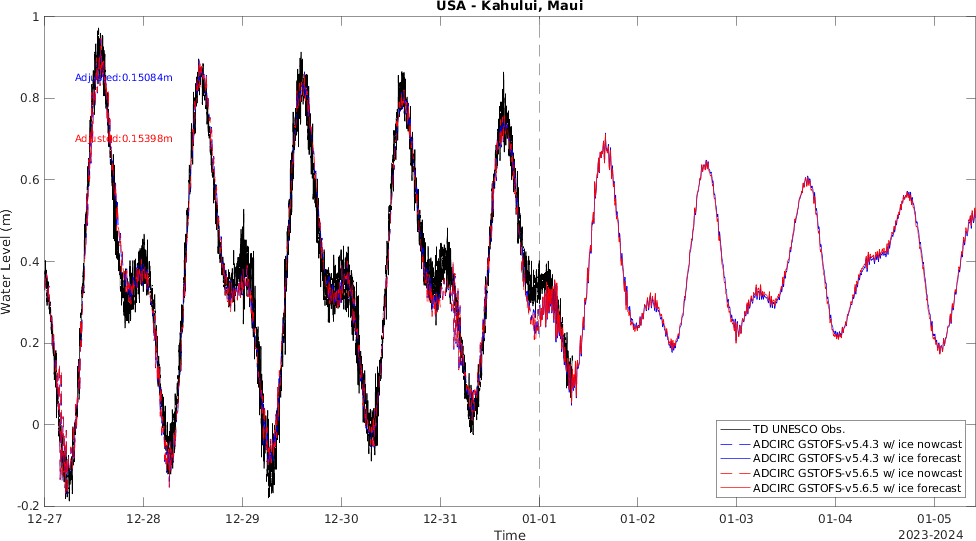 USA - Kahului, Maui
1
0.8
0.6
0.4
0.2
0
-0.2
Water Level (m)
Adjusted:0.15084m
Adjusted:0.15398m
TD UNESCO Obs.
ADCIRC GSTOFS-v5.4.3 w/ ice nowcast
ADCIRC GSTOFS-v5.4.3 w/ ice forecast
ADCIRC GSTOFS-v5.6.5 w/ ice nowcast
ADCIRC GSTOFS-v5.6.5 w/ ice forecast
12-27 12-28 12-29 12-30 12-31 01-01 01-02 01-03 01-04 01-05
Time
2023-2024